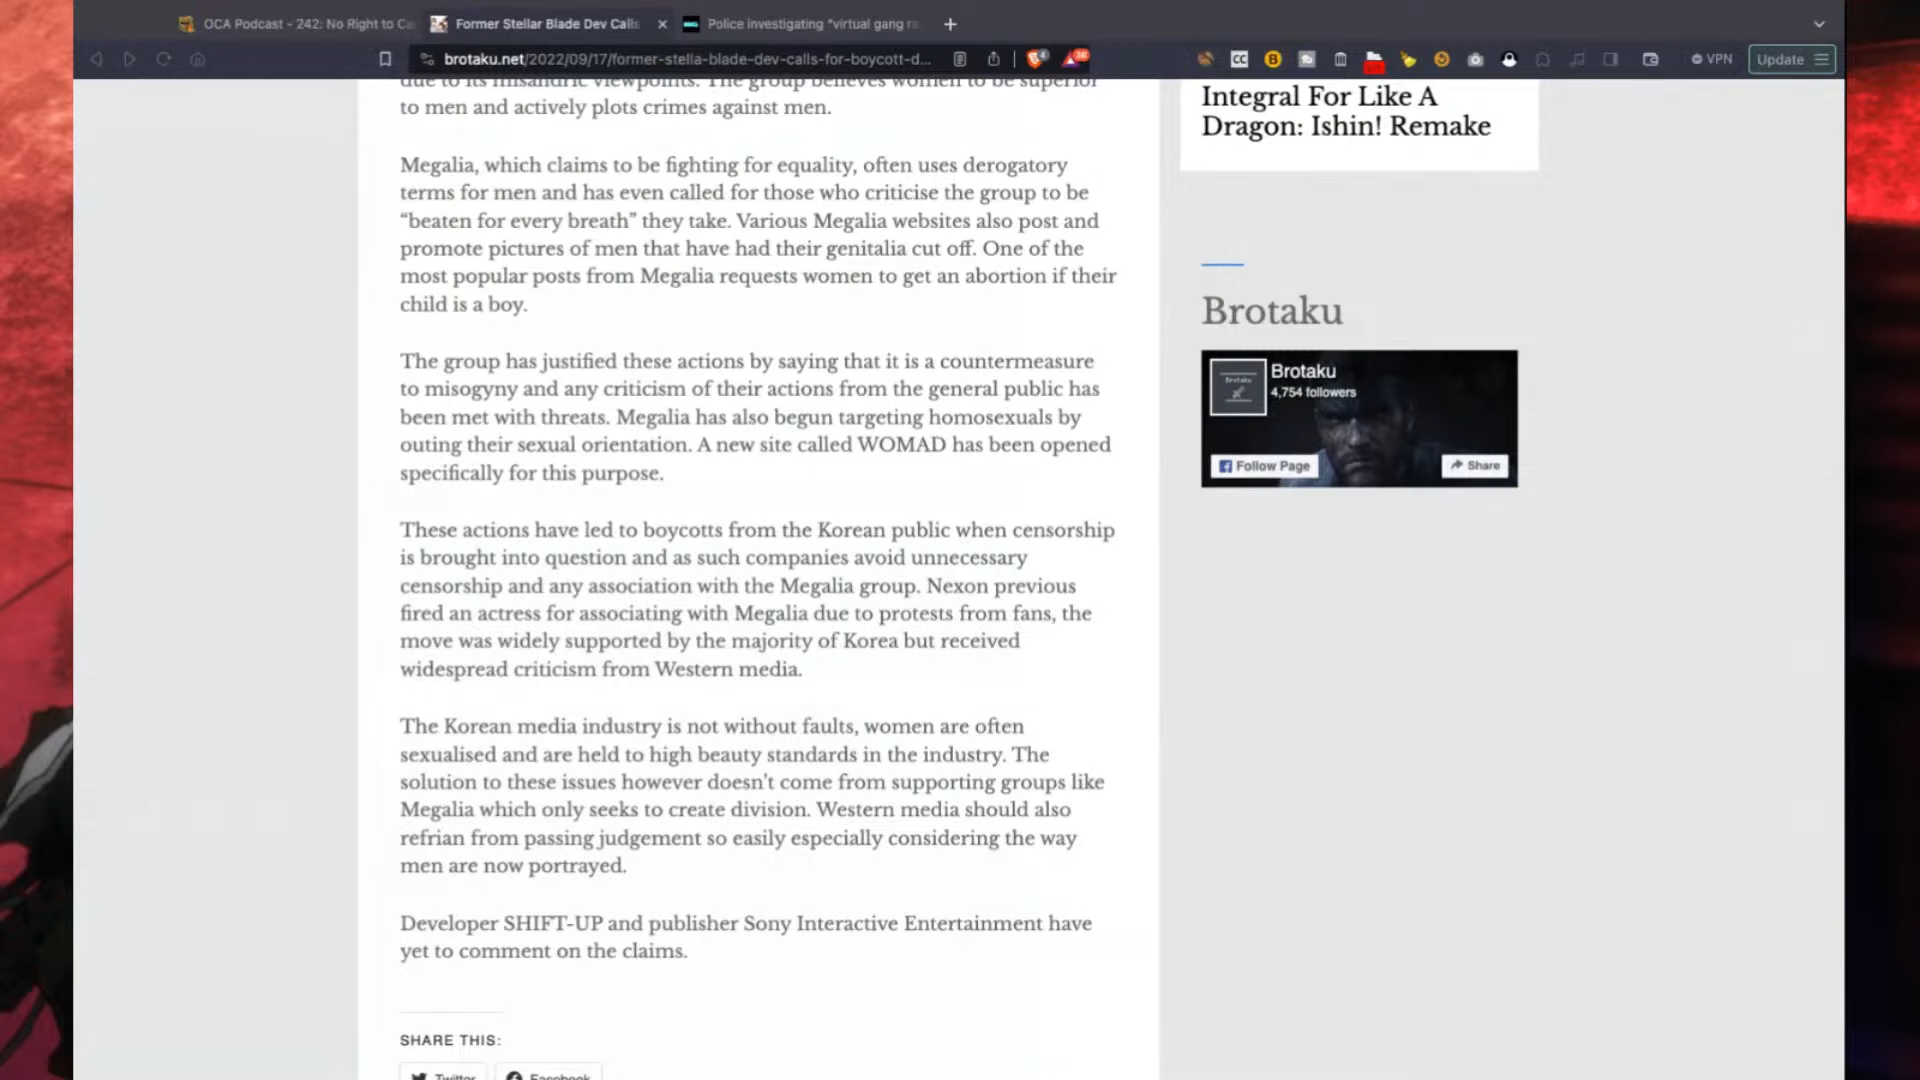 OCA Podcast - 242: No Right to Ca
Former Stellar Blade Dev Calls
Police investigating "virtual gang ra
brotaku.net/2022/09/17/former-stella-blade-dev-calls-for-boycott-d...
VPN
Update
due to its misandric viewpoints. The group believes women to be superior
to men and actively plots crimes against men.
Megalia, which claims to be fighting for equality, often uses derogatory
terms for men and has even called for those who criticise the group to be
“beaten for every breath” they take. Various Megalia websites also post and
promote pictures of men that have had their genitalia cut off. One of the
most popular posts from Megalia requests women to get an abortion if their
child is a boy.
The group has justified these actions by saying that it is a countermeasure
to misogyny and any criticism of their actions from the general public has
been met with threats. Megalia has also begun targeting homosexuals by
outing their sexual orientation. A new site called WOMAD has been opened
specifically for this purpose.
These actions have led to boycotts from the Korean public when censorship
is brought into question and as such companies avoid unnecessary
censorship and any association with the Megalia group. Nexon previous
fired an actress for associating with Megalia due to protests from fans, the
move was widely supported by the majority of Korea but received
widespread criticism from Western media.
The Korean media industry is not without faults, women are often
sexualised and are held to high beauty standards in the industry. The
solution to these issues however doesn't come from supporting groups like
Megalia which only seeks to create division. Western media should also
refrian from passing judgement so easily especially considering the way
men are now portrayed.
Developer SHIFT-UP and publisher Sony Interactive Entertainment have
yet to comment on the claims.
SHARE THIS:
Twitter
Facebook
Integral For Like A
Dragon: Ishin! Remake
Brotaku
Brotaku
4,754 followers
Follow Page
Share